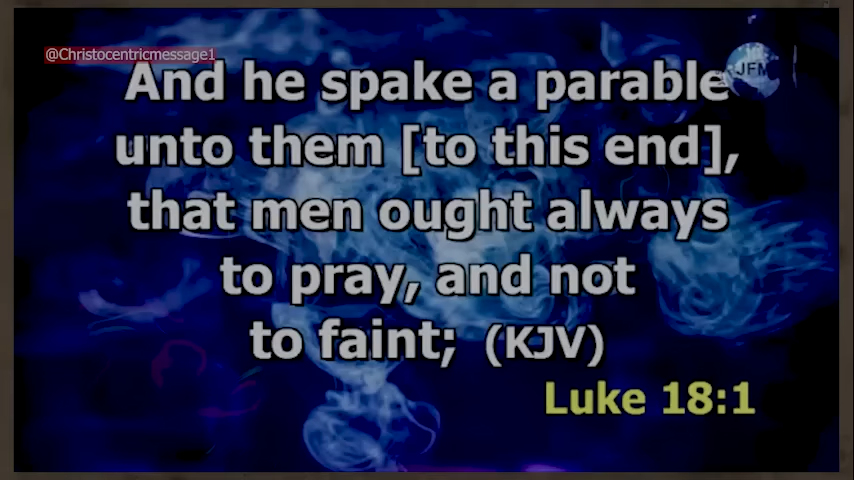 @Christocentricmessage1
JFM
And he spake a parable
unto them [to this end],
that men ought always
to pray, and not
to faint; (KJV)
Luke 18:1